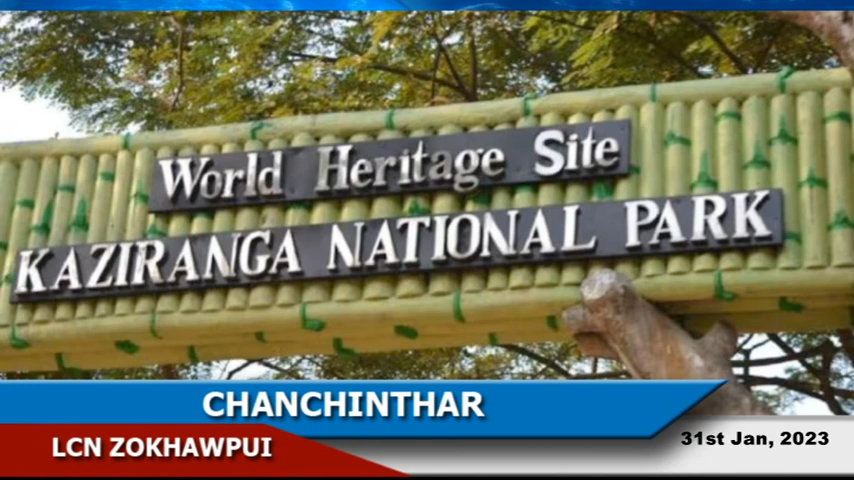 World Heritage Site
KAZIRANGA NATIONAL PARK
CHANCHINTHAR
LCN ZOKHAWPUI
31st Jan, 2023